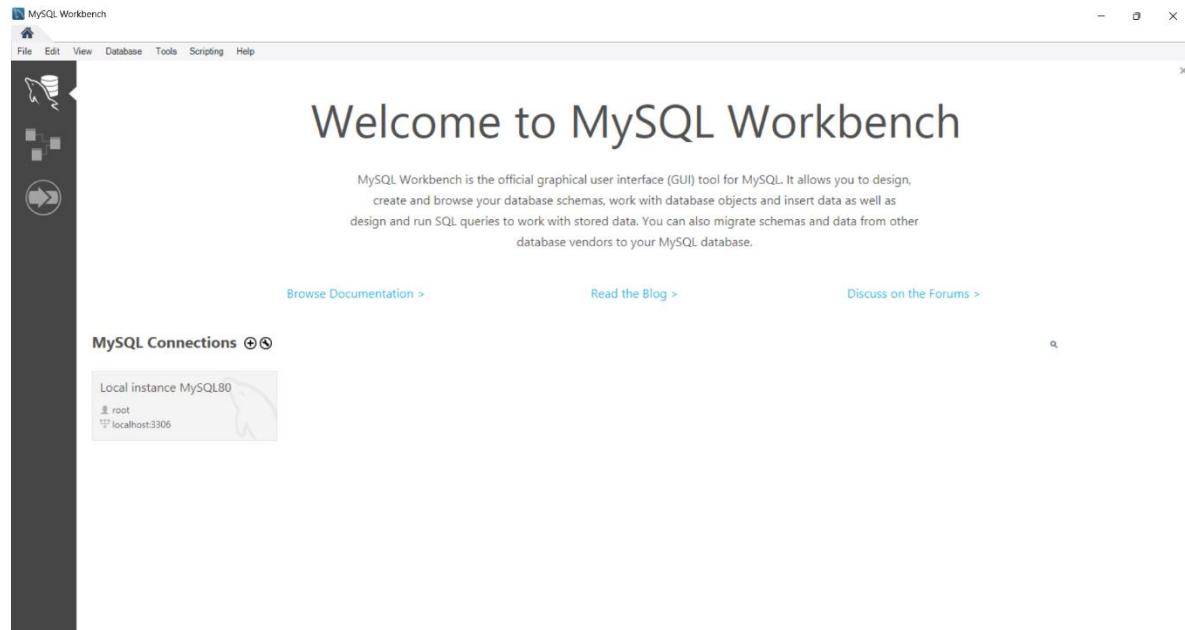 MySQL Workbench
File Edit View Database Tools Scripting Help
Welcome to MySQL Workbench
MySQL Workbench is the official graphical user interface (GUI) tool for MySQL. It allows you to design,
create and browse your database schemas, work with database objects and insert data as well as
design and run SQL queries to work with stored data. You can also migrate schemas and data from other
database vendors to your MySQL database.
Browse Documentation > Read the Blog > Discuss on the Forums >
MySQL Connections
Local instance MySQL80
root
localhost:3306